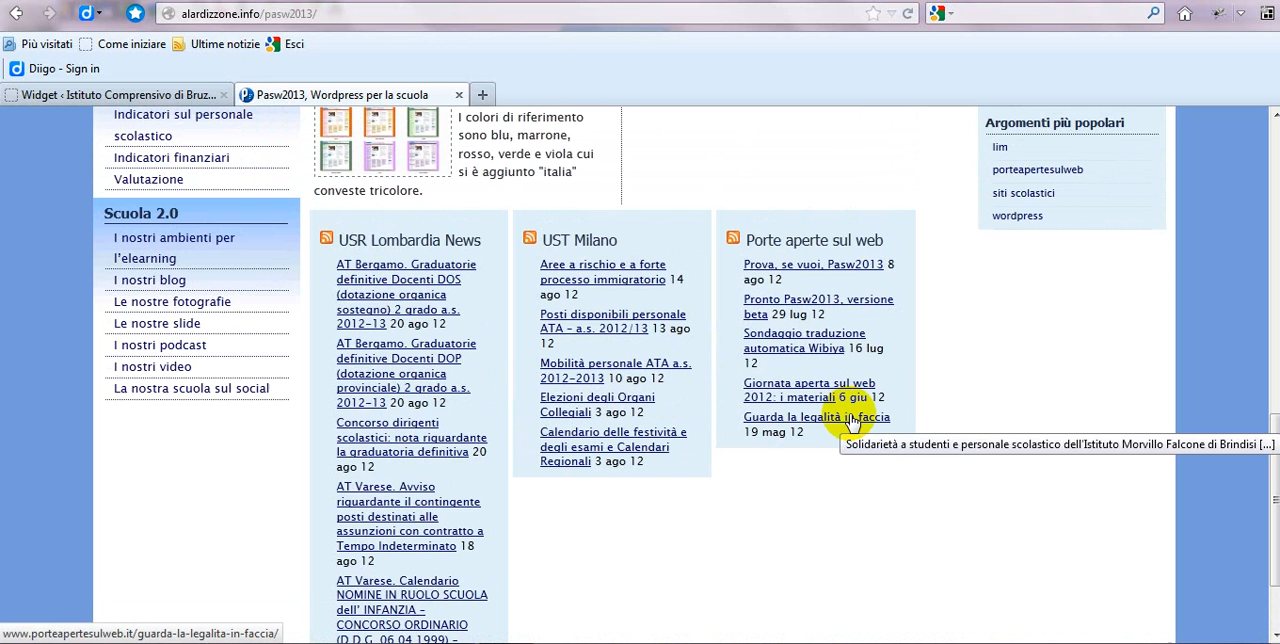 alardizzone.info/pasw2013/
Più visitati Come iniziare Ultime notizie Esci
Diigo - Sign in
Widget ‹ Istituto Comprensivo di Bruz...
Pasw2013, Wordpress per la scuola
Indicatori sul personale
scolastico
Indicatori finanziari
Valutazione
Scuola 2.0
I nostri ambienti per
l'elearning
I nostri blog
Le nostre fotografie
Le nostre slide
I nostri podcast
I nostri video
La nostra scuola sul social
I colori di riferimento
sono blu, marrone,
rosso, verde e viola cui
si è aggiunto "italia"
conveste tricolore.
USR Lombardia News
AT Bergamo. Graduatorie
definitive Docenti DOS
(dotazione organica
sostegno) 2 grado a.s.
2012-13 20 ago 12
AT Bergamo. Graduatorie
definitive Docenti DOP
(dotazione organica
provinciale) 2 grado a.s.
2012-13 20 ago 12
Concorso dirigenti
scolastici: nota riguardante
la graduatoria definitiva 20
ago 12
AT Varese. Avviso
riguardante il contingente
posti destinati alle
assunzioni con contratto a
Tempo Indeterminato 18
ago 12
AT Varese. Calendario
NOMINE IN RUOLO SCUOLA
dell' INFANZIA –
CONCORSO ORDINARIO
(D.D.G. 06.04.1999) –
UST Milano
Aree a rischio e a forte
processo immigratorio 14
ago 12
Posti disponibili personale
ATA – a.s. 2012/13 13 ago
12
Mobilità personale ATA a.s.
2012-2013 10 ago 12
Elezioni degli Organi
Collegiali 3 ago 12
Calendario delle festività e
degli esami e Calendari
Regionali 3 ago 12
Porte aperte sul web
Prova, se vuoi, Pasw2013 8
ago 12
Pronto Pasw2013, versione
beta 29 lug 12
Sondaggio traduzione
automatica Wibiya 16 lug
12
Giornata aperta sul web
2012: i materiali 6 giu 12
Guarda la legalità in faccia
19 mag 12
Solidarietà a studenti e personale scolastico dell'Istituto Morvillo Falcone di Brindisi [...]
Argomenti più popolari
lim
porteapertesulweb
siti scolastici
wordpress
www.porteapertesulweb.it/guarda-la-legalita-in-faccia/